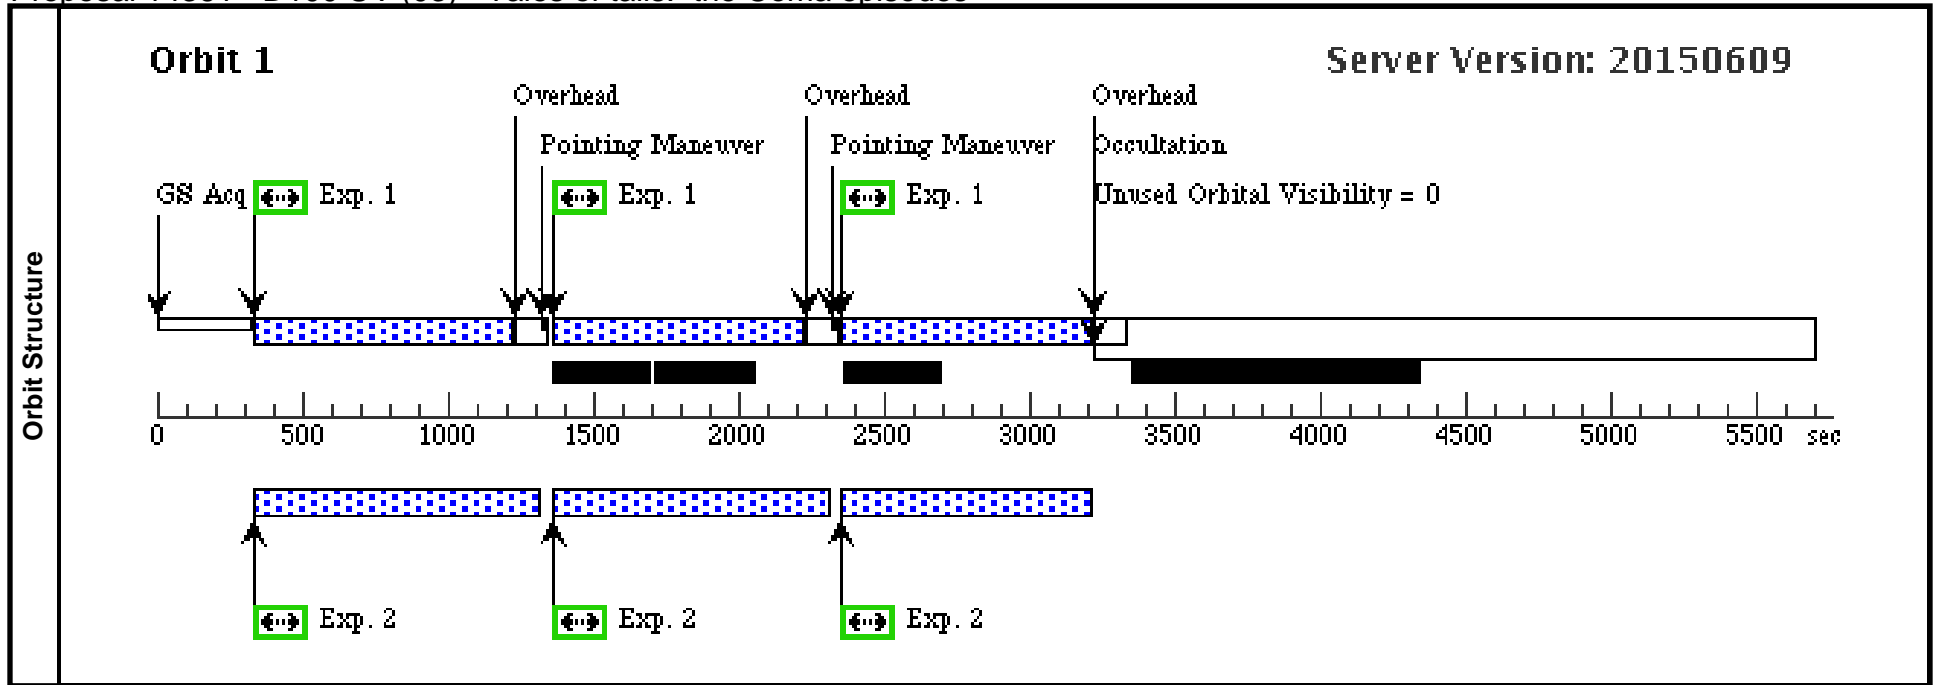 Orbit 1
Server Version: 20150609
Overhead
Overhead
Overhead
Pointing Maneuver
Pointing Maneuver
Occultation
GS Acq
Exp. 1
Exp. 1
Exp. 1
Unused Orbital Visibility = 0
Orbit Structure
0 500 1000 1500 2000 2500 3000 3500 4000 4500 5000 5500 sec
Exp. 2
Exp. 2
Exp. 2